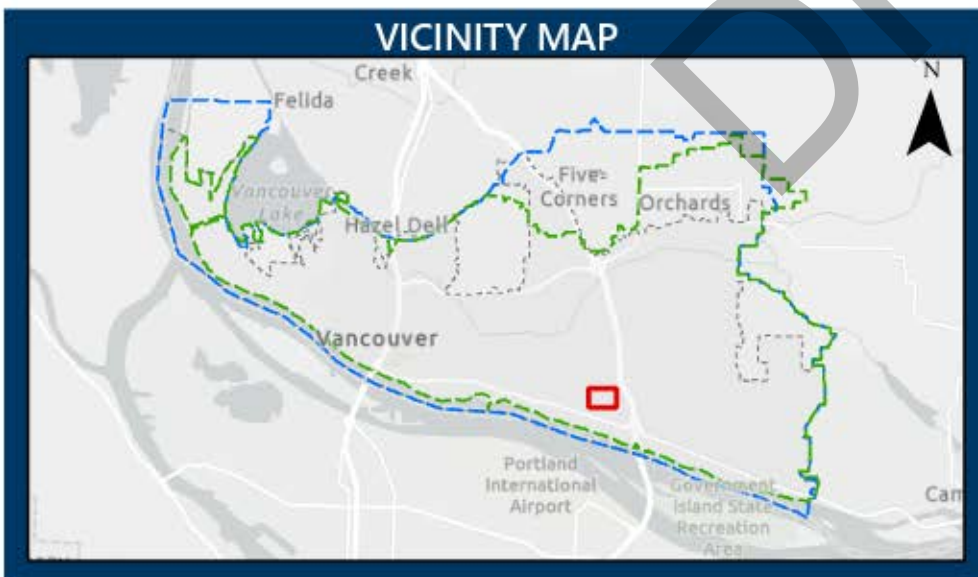 VICINITY MAP
Creek
N
Felida
Vancouver
Lake
Five
Corners
Orchards
Hazel Dell
Vancouver
Portland
International
Airport
Government
Island State
Recreation
Area
Cam